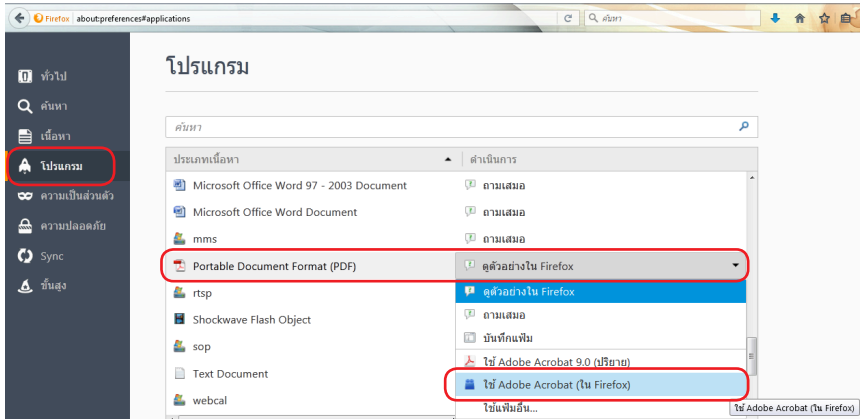 Firefox about:preferences#applications ค้นหา
โปรแกรม
ทั่วไป
ค้นหา
เนื้อหา
โปรแกรม
ความเป็นส่วนตัว
ความปลอดภัย
Sync
ขั้นสูง
ค้นหา
ประเภทเนื้อหา ดำเนินการ
Microsoft Office Word 97 - 2003 Document ถามเสมอ
Microsoft Office Word Document ถามเสมอ
mms ถามเสมอ
Portable Document Format (PDF) ดูตัวอย่างใน Firefox
rtsp ดูตัวอย่างใน Firefox
Shockwave Flash Object ถามเสมอ
บันทึกแฟ้ม
sop
ใช้ Adobe Acrobat 9.0 (ปริยาย)
Text Document
ใช้ Adobe Acrobat (ใน Firefox)
webcal
ใช้แฟ้มอื่น...
ใช้ Adobe Acrobat (ใน Firefox)